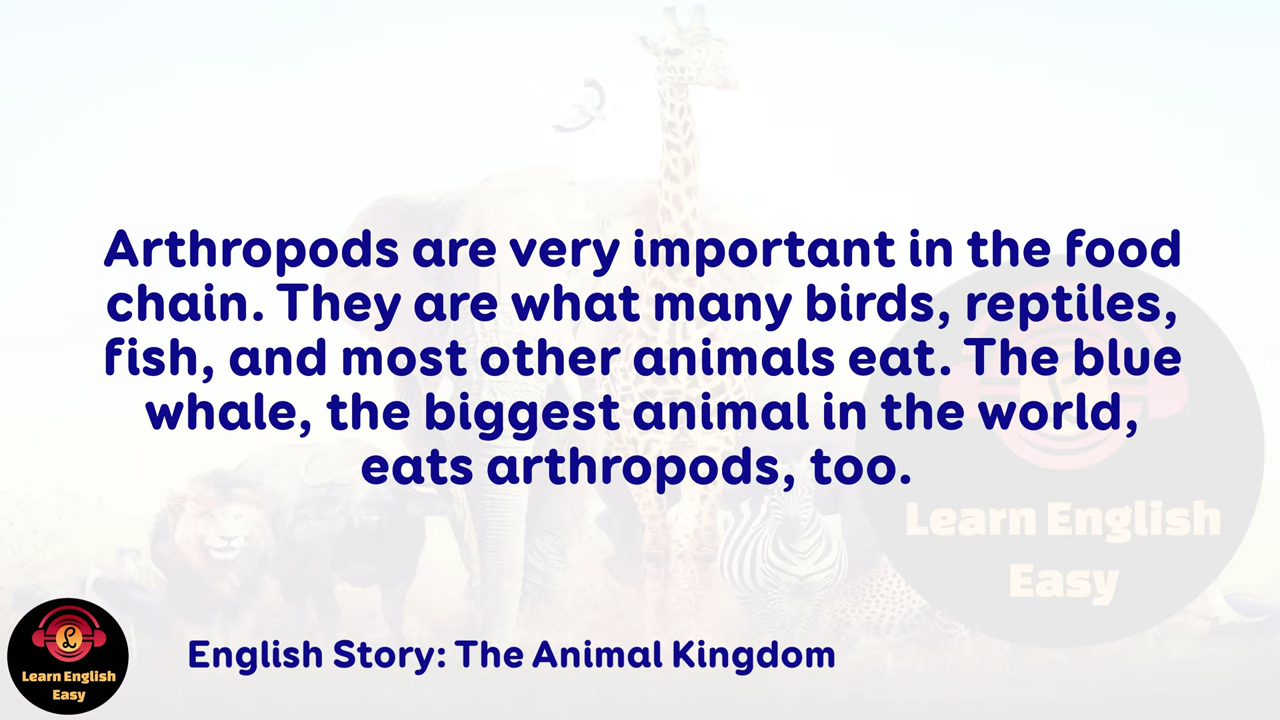 Arthropods are very important in the food
chain. They are what many birds, reptiles,
fish, and most other animals eat. The blue
whale, the biggest animal in the world,
eats arthropods, too.
Learn English
Easy
English Story: The Animal Kingdom
L
Learn English
Easy